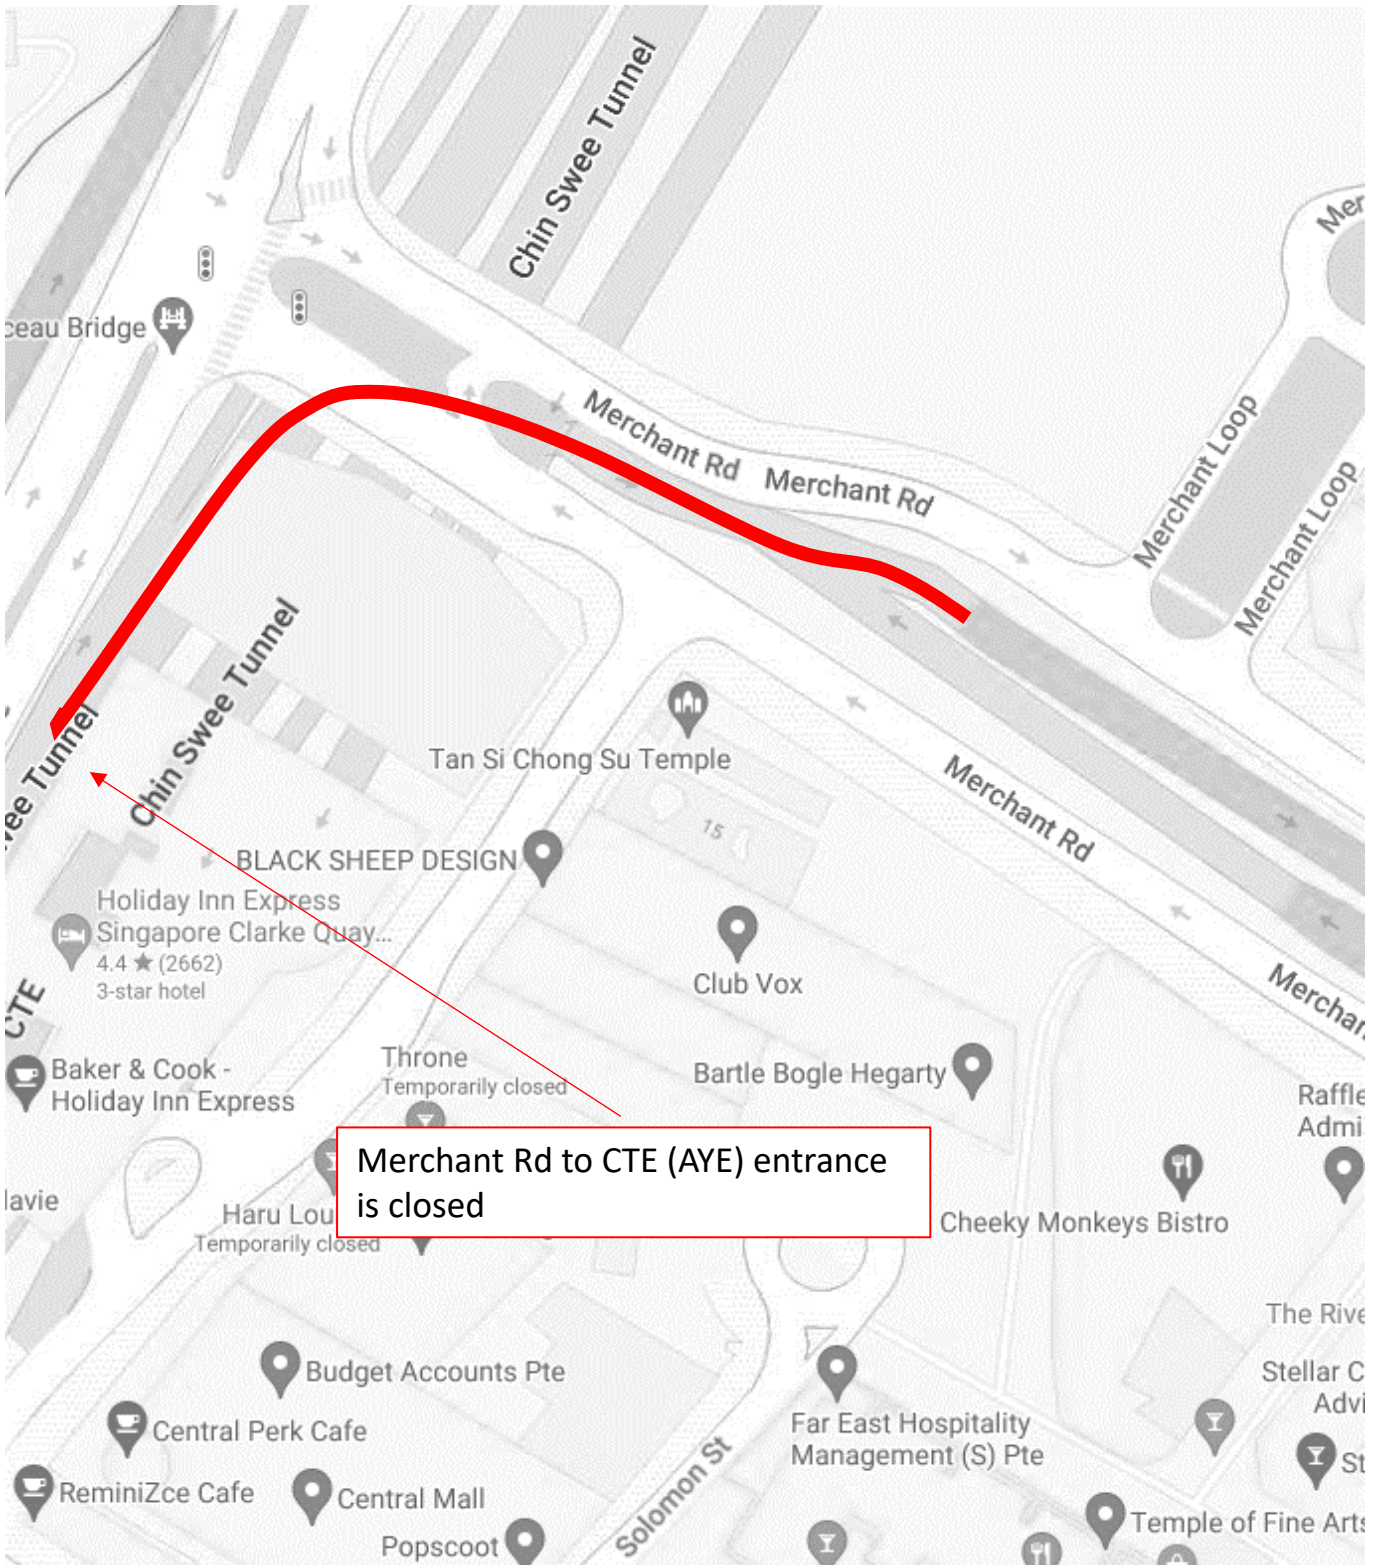 Chin Swee Tunnel
Mer
ceau Bridge
Merchant Rd
Merchant Rd
Merchant Loop
Merchant Loop
Chin Swee Tunnel
wee Tunnel
Tan Si Chong Su Temple
15
Merchant Rd
BLACK SHEEP DESIGN
Holiday Inn Express
Singapore Clarke Quay...
4.4 ★ (2662)
3-star hotel
Club Vox
CTE
Merchan
Throne
Temporarily closed
Baker & Cook -
Holiday Inn Express
Bartle Bogle Hegarty
Raffle
Admi
Merchant Rd to CTE (AYE) entrance
is closed
lavie
Haru Lou
Temporarily closed
Cheeky Monkeys Bistro
The Rive
Stellar C
Advi
Budget Accounts Pte
Central Perk Cafe
Far East Hospitality
Management (S) Pte
St
ReminiZce Cafe
Central Mall
Solomon St
Temple of Fine Arts
Popscoot